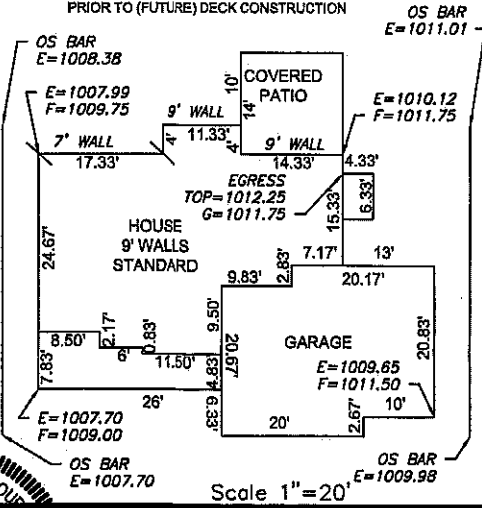 PRIOR TO (FUTURE) DECK CONSTRUCTION
OS BAR
E=1011.01
OS BAR
E=1008.38
E=1007.99
F=1009.75
COVERED
PATIO
10'
14'
E=1010.12
F=1011.75
9' WALL
11.33'
4'
4'
7' WALL
17.33'
9' WALL
14.33'
4.33'
EGRESS
TOP=1012.25
G=1011.75
15.33'
6.33'
HOUSE
9' WALLS
STANDARD
24.67'
7.17'
13'
9.83'
2.83'
20.17'
9.50'
8.50'
2.17'
6'
0.83'
11.50'
20.67'
GARAGE
20.83'
7.83'
4.83'
E=1009.65
F=1011.50
26'
6.33'
10'
20'
2.67'
E=1007.70
F=1009.00
OS BAR
E=1007.70
OS BAR
E=1009.98
Scale 1"=20'